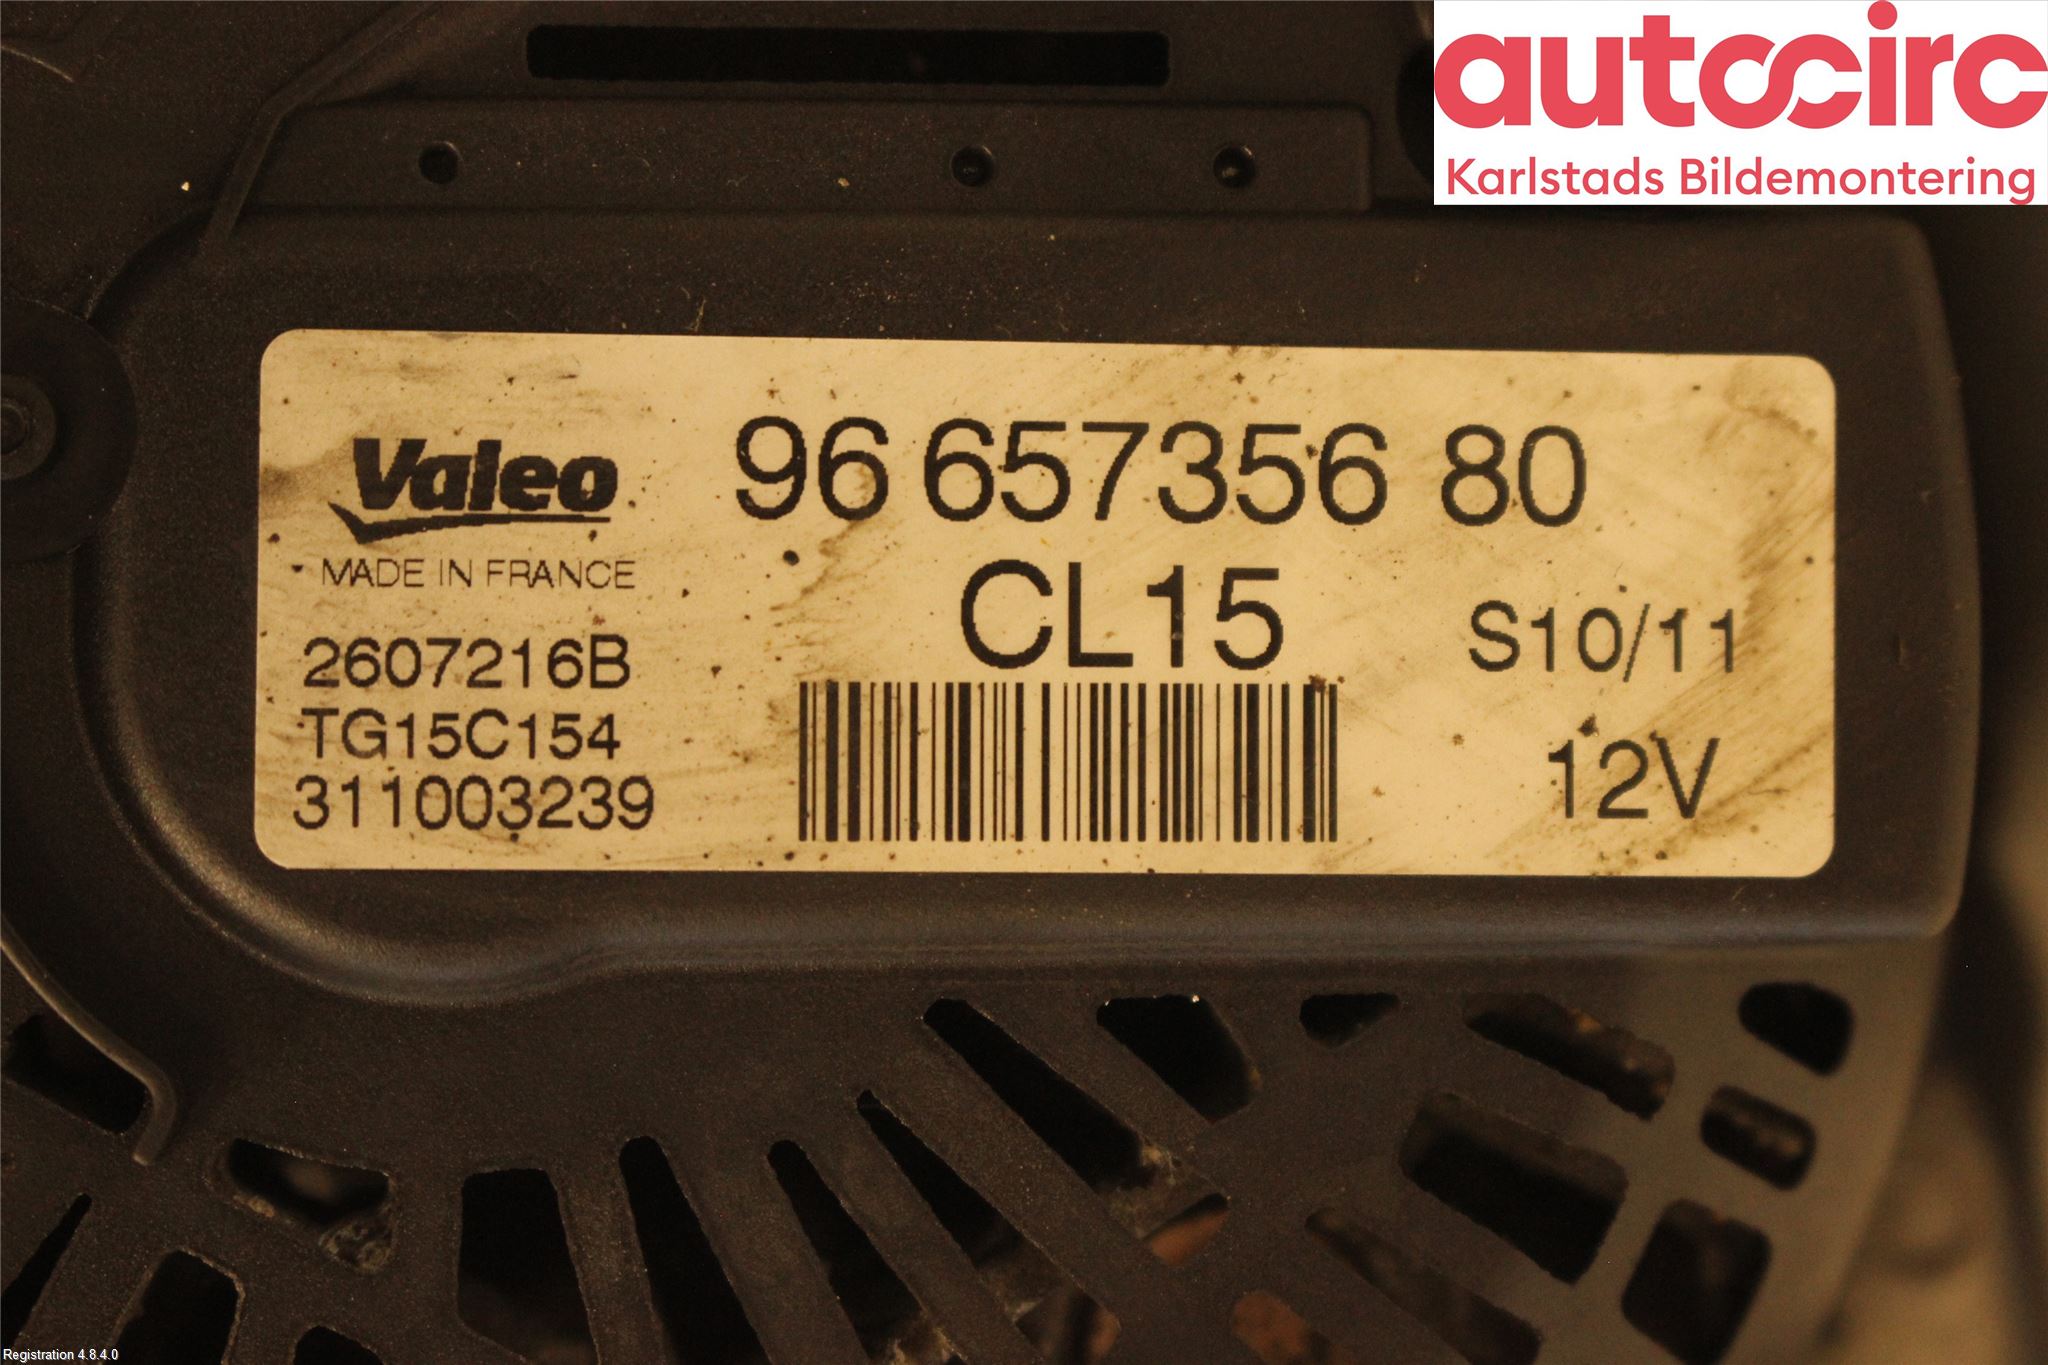 autocirc
Karlstads Bildemontering
Valeo
MADE IN FRANCE
96 657356 80
CL15
S10/11
12V
2607216B
TG15C154
311003239
Registration 4.8.4.0